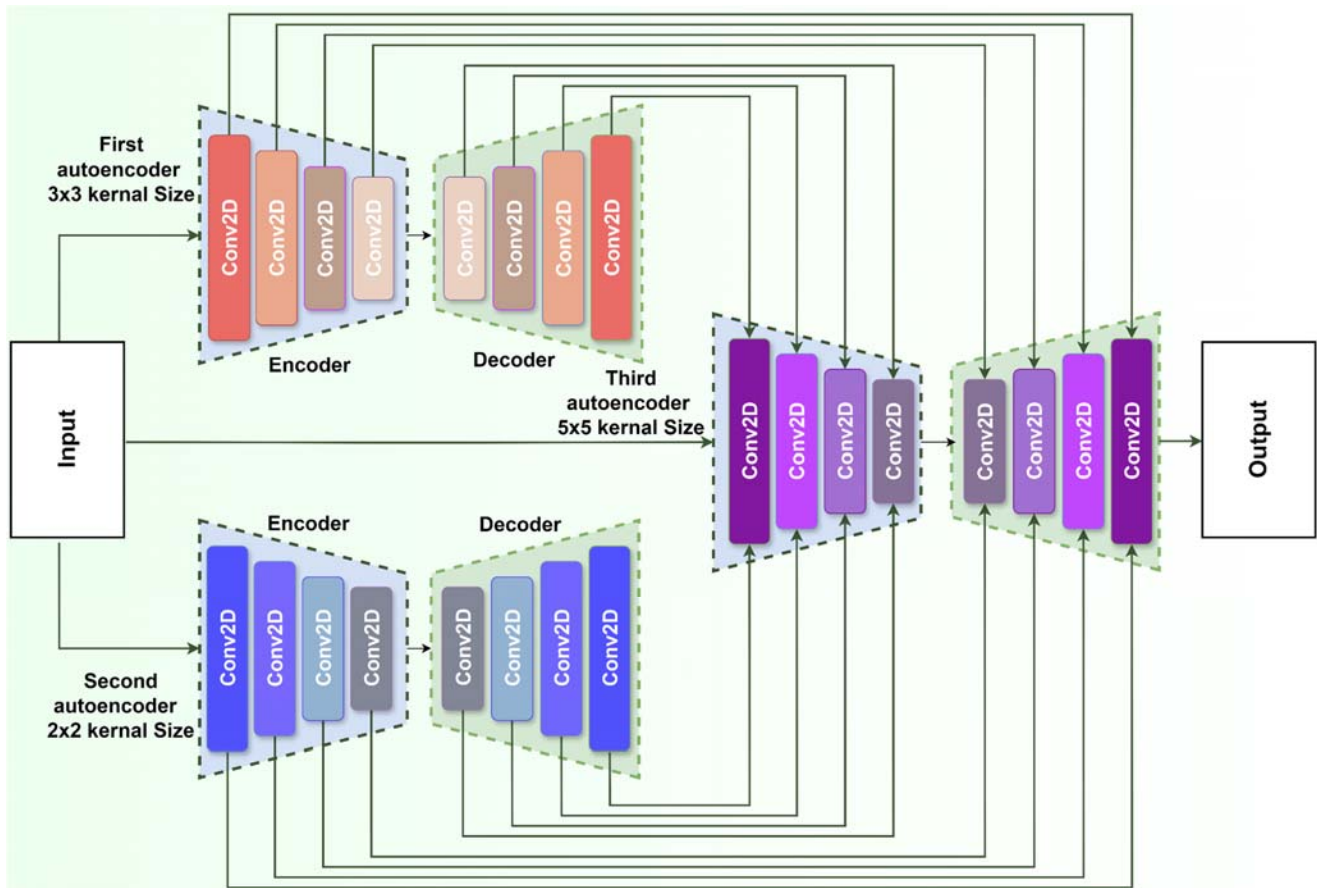 First
autoencoder
3x3 kernal Size
Conv2D
Conv2D
Conv2D
Conv2D
Encoder
Conv2D
Conv2D
Conv2D
Conv2D
Decoder
Input
Third
autoencoder
5x5 kernal Size
Conv2D
Conv2D
Conv2D
Conv2D
Conv2D
Conv2D
Conv2D
Conv2D
Output
Encoder
Decoder
Conv2D
Conv2D
Conv2D
Conv2D
Conv2D
Conv2D
Conv2D
Conv2D
Second
autoencoder
2x2 kernal Size